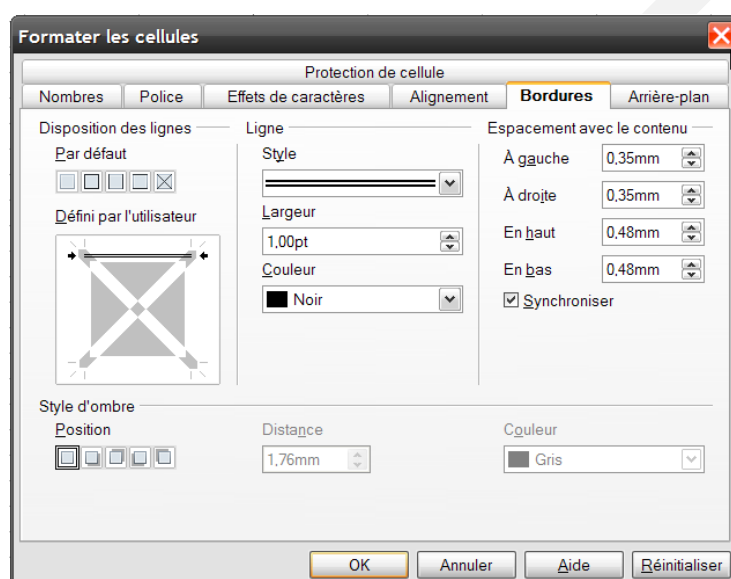 Formater les cellules
Protection de cellule
Nombres Police Effets de caractères Alignement Bordures Arrière-plan
Disposition des lignes Ligne Espacement avec le contenu
Par défaut Style À gauche 0,35mm
À droite 0,35mm
Défini par l'utilisateur Largeur
1,00pt En haut 0,48mm
Couleur En bas 0,48mm
Noir Synchroniser
Style d'ombre
Position Distance Couleur
1,76mm Gris
OK Annuler Aide Réinitialiser